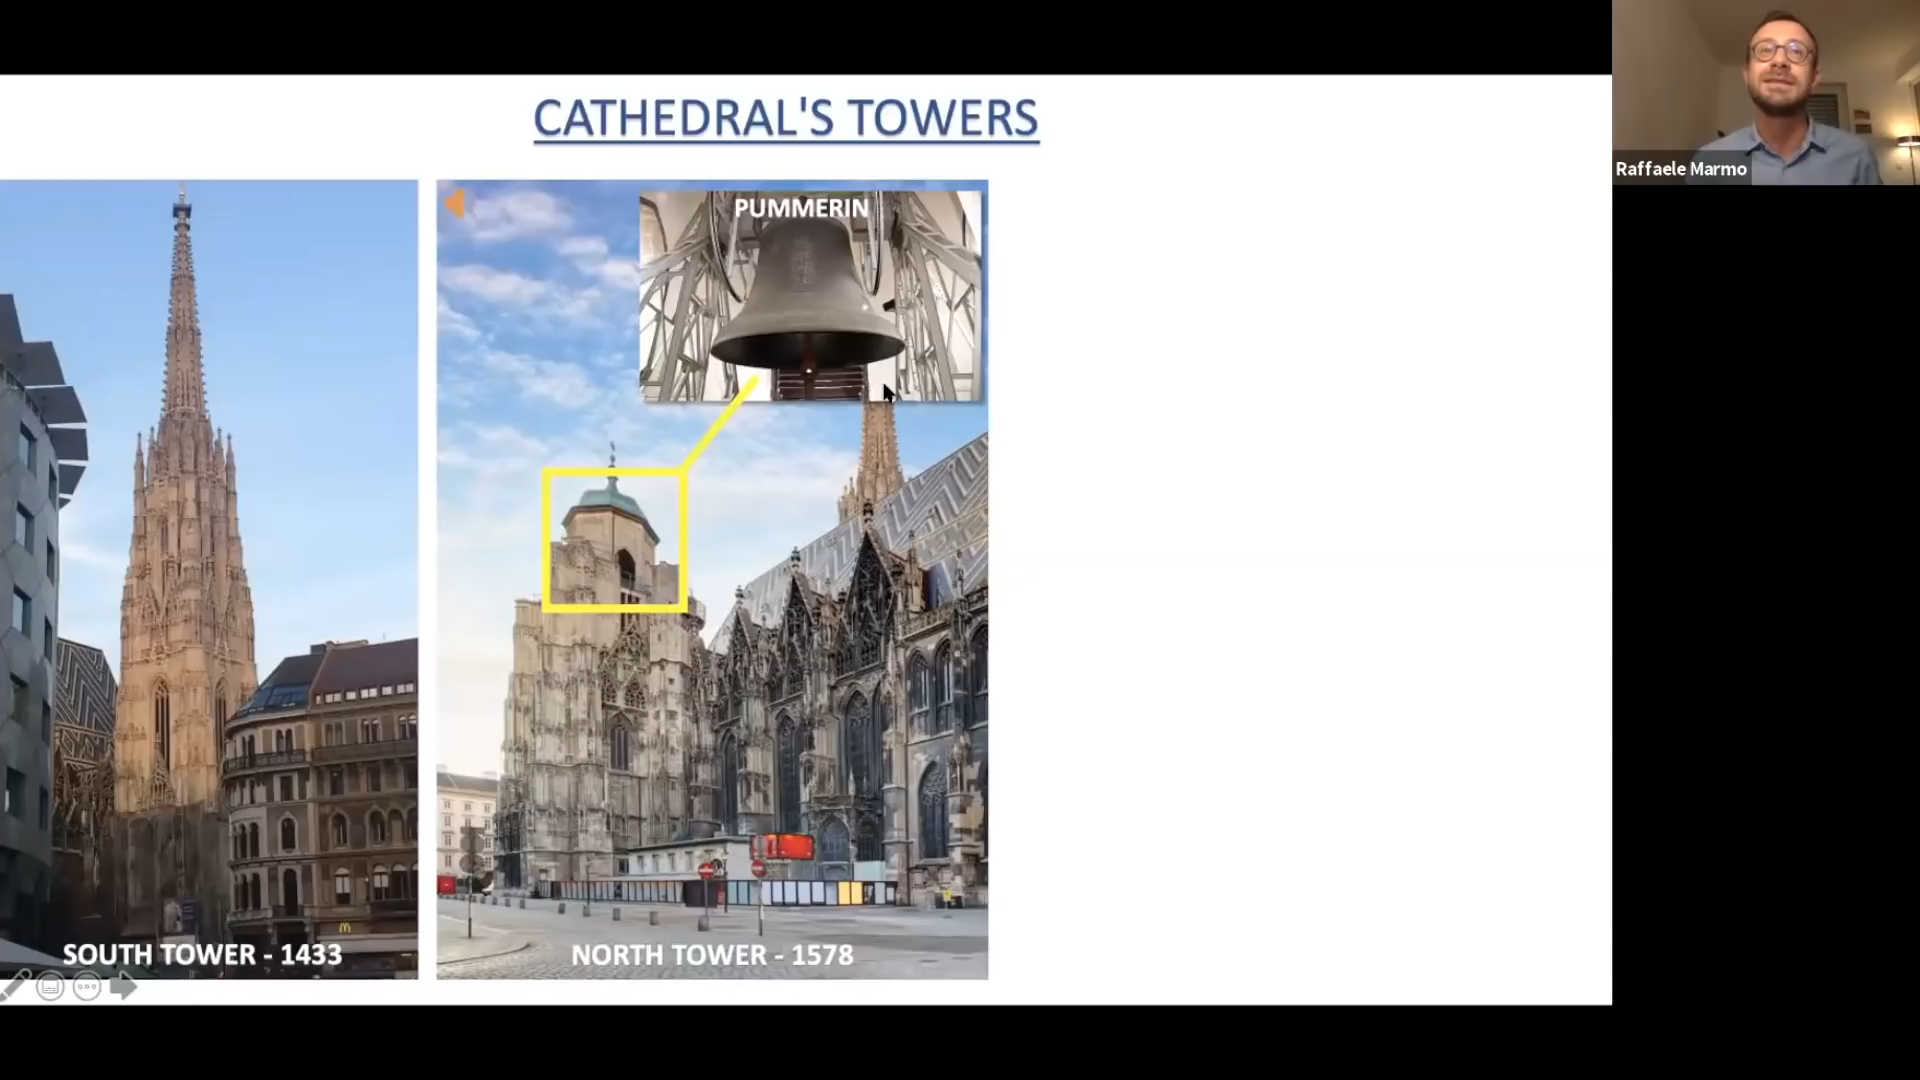 CATHEDRAL'S TOWERS
Raffaele Marmo
PUMMERIN
SOUTH TOWER - 1433
NORTH TOWER - 1578